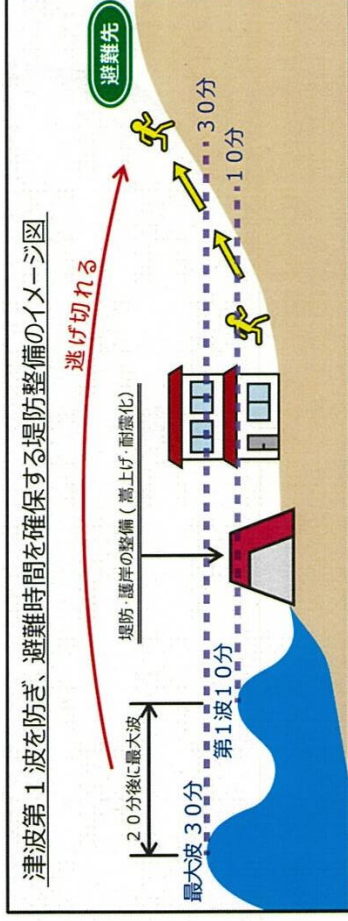 津波第1波を防ぎ、避難時間を確保する堤防整備のイメージ図
逃げ切れる
避難先
堤防・護岸の整備(嵩上げ・耐震化)
20分後に最大波
最大波30分
第1波10分
30分
10分